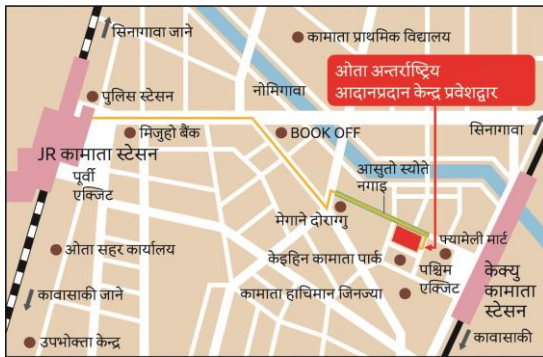 सिनागावा जाने
कामाता प्राथमिक विद्यालय
ओता अन्तर्राष्ट्रिय
आदानप्रदान केन्द्र प्रवेशद्वार
नोमिगावा
पुलिस स्टेसन
मिजुहो बैंक
BOOK OFF
सिनागावा
JR कामाता स्टेसन
पूर्वी
एक्जिट
आसुतो स्योते
नगाइ
मेगाने दोराग्गु
फ्यामेली मार्ट
ओता सहर कार्यालय
केइहिन कामाता पार्क
पश्चिम
एक्जिट
केक्यु
कामाता
स्टेसन
कावासाकी जाने
कामाता हाचिमान जिनज्या
उपभोक्ता केन्द्र
कावासाकी